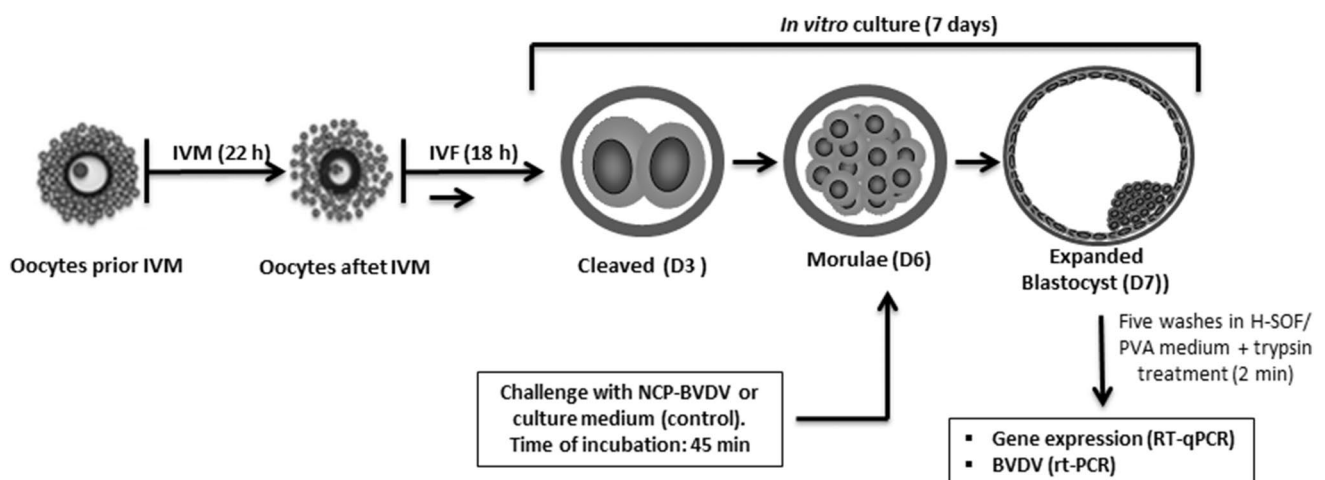 In vitro culture (7 days)
IVM (22 h)
IVF (18 h)
Oocytes prior IVM
Oocytes aftet IVM
Cleaved (D3 )
Morulae (D6)
Expanded
Blastocyst (D7))
Five washes in H-SOF/
PVA medium + trypsin
treatment (2 min)
Challenge with NCP-BVDV or
culture medium (control).
Time of incubation: 45 min
▪ Gene expression (RT-qPCR)
▪ BVDV (rt-PCR)